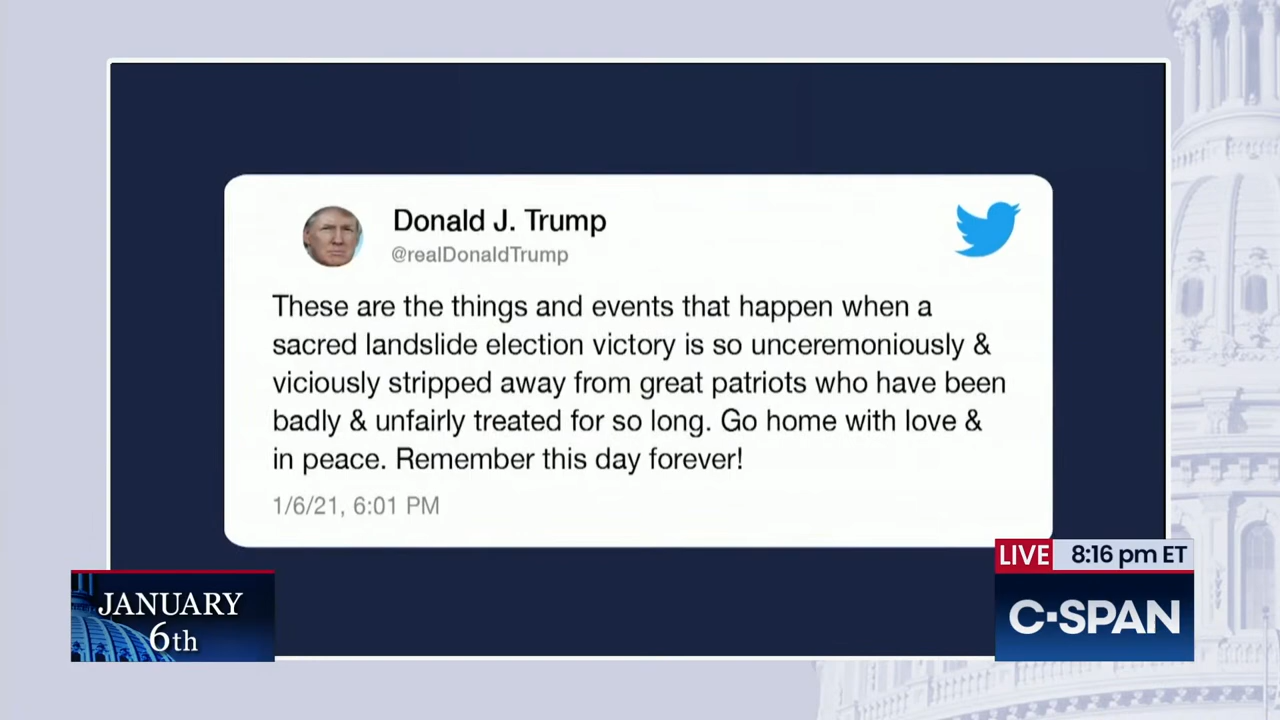 Donald J. Trump
@realDonaldTrump
These are the things and events that happen when a
sacred landslide election victory is so unceremoniously &
viciously stripped away from great patriots who have been
badly & unfairly treated for so long. Go home with love &
in peace. Remember this day forever!
1/6/21, 6:01 PM
LIVE 8:16 pm ET
JANUARY
6th
C-SPAN